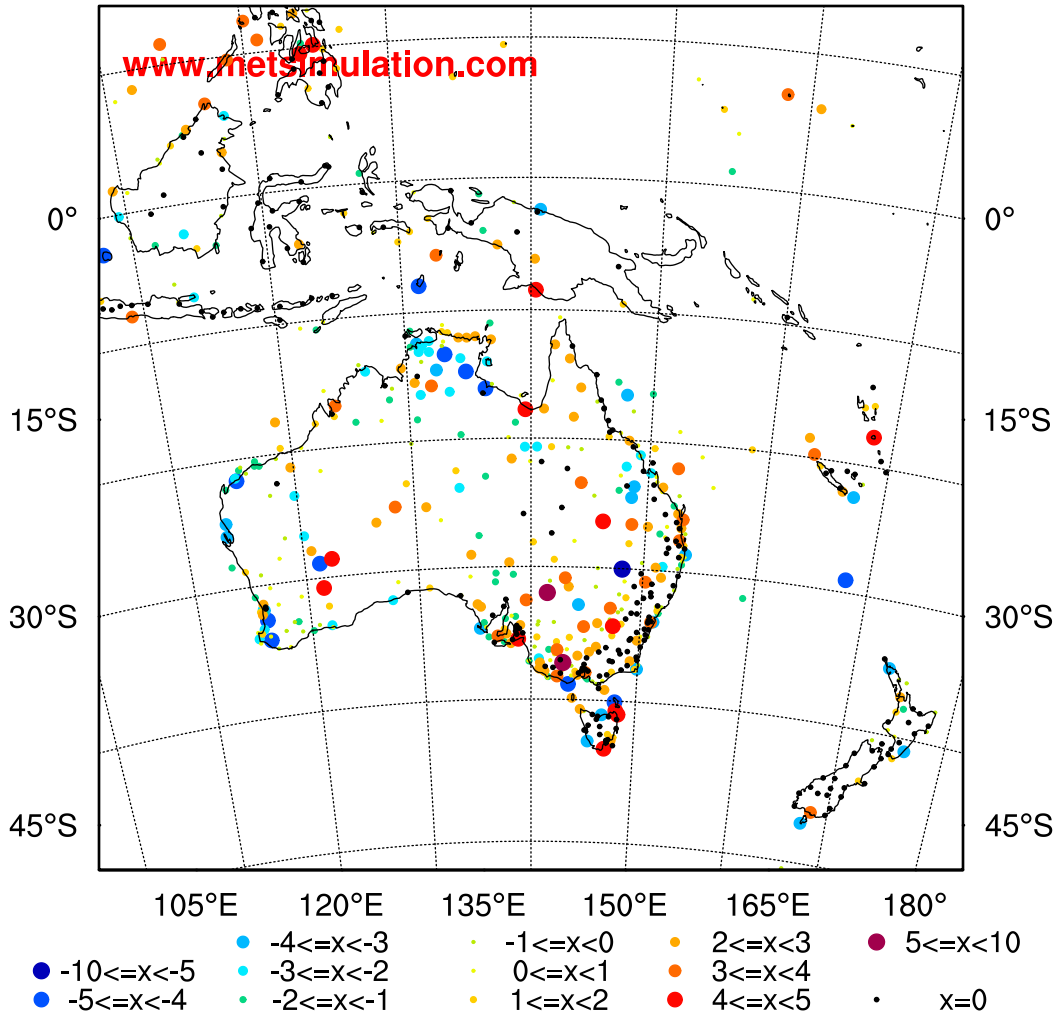 www.metsimulation.com
0° 0°
15°S 15°S
30°S 30°S
45°S 45°S
105°E 120°E 135°E 150°E 165°E 180°
-4<=x<-3 -1<=x<0 2<=x<3 5<=x<10
-10<=x<-5 -3<=x<-2 0<=x<1 3<=x<4
-5<=x<-4 -2<=x<-1 1<=x<2 4<=x<5 x=0